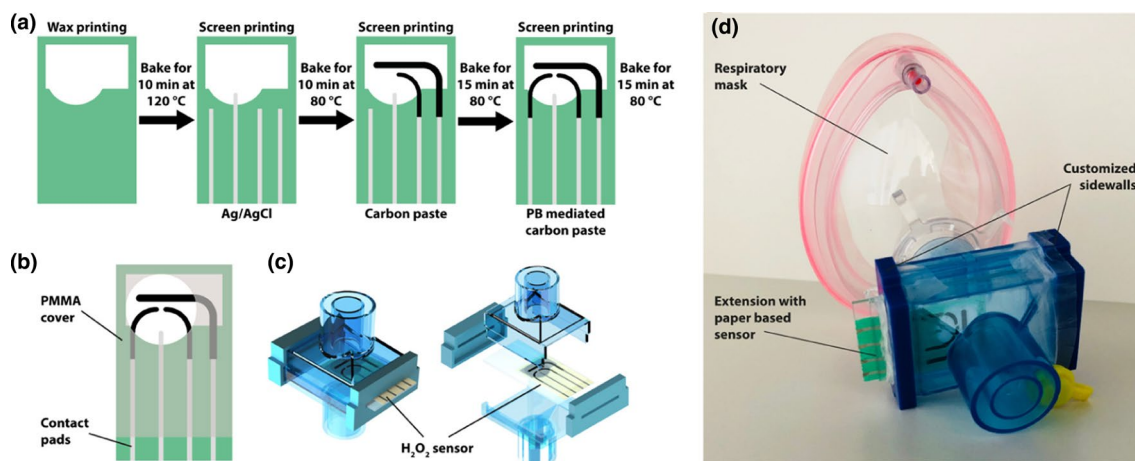 (a)
Wax printing
Bake for
10 min at
120 °C
Screen printing
Ag/AgCl
Bake for
10 min at
80 °C
Screen printing
Carbon paste
Bake for
15 min at
80 °C
Screen printing
PB mediated
carbon paste
Bake for
15 min at
80 °C
(b)
PMMA
cover
Contact
pads
(c)
H₂O₂ sensor
(d)
Respiratory
mask
Customized
sidewalls
Extension with
paper based
sensor